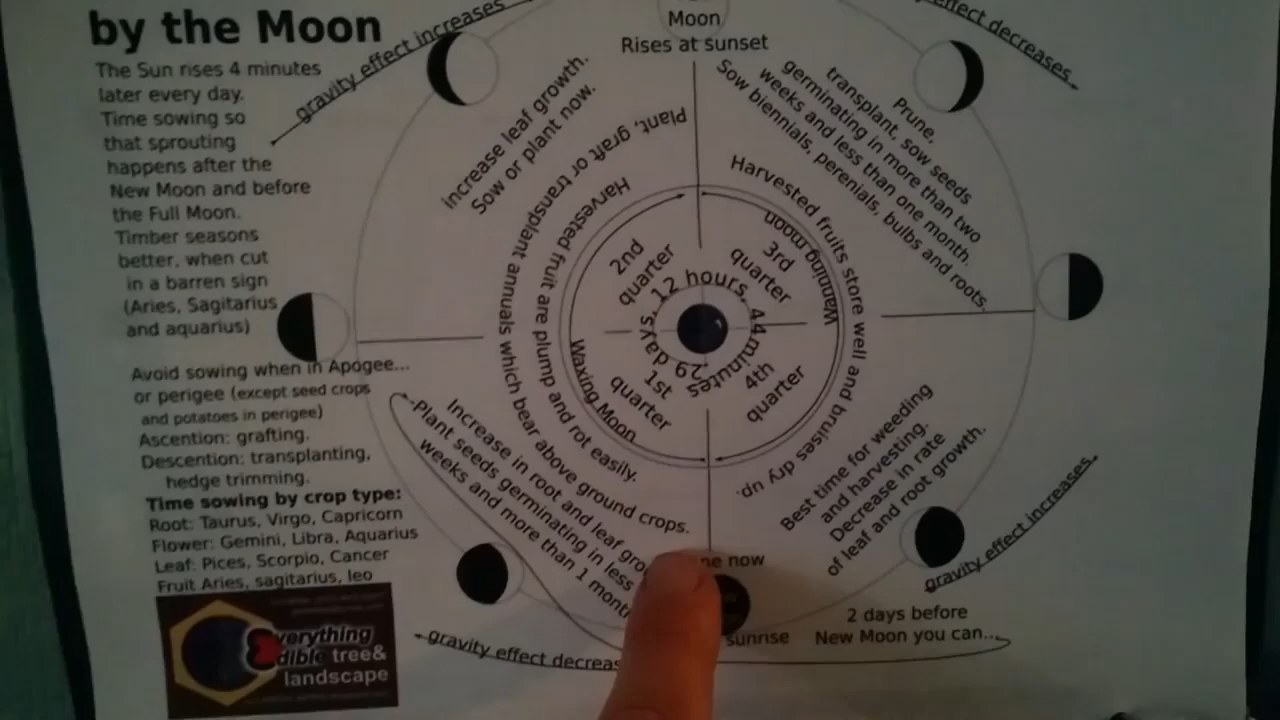 by the Moon
The Sun rises 4 minutes
later every day.
Time sowing so
that sprouting
happens after the
New Moon and before
the Full Moon.
Timber seasons
better, when cut
in a barren sign
(Aries, Sagitarius
and aquarius)
Avoid sowing when in Apogee...
or perigee (except seed crops
and potatoes in perigee)
Ascention: grafting.
Descention: transplanting,
hedge trimming.
Time sowing by crop type:
Root: Taurus, Virgo, Capricorn
Flower: Gemini, Libra, Aquarius
Leaf: Pices, Scorpio, Cancer
Fruit Aries, sagitarius, leo
Everything
Edible tree&
landscape
gravity effect increases
Moon
Rises at sunset
effect decreases
increase leaf growth.
Sow or plant now.
Prune,
transplant, sow seeds
germinating in more than two
weeks and less than one month.
Sow biennials, perenials, bulbs and roots.
Plant, graft or transplant annuals which bear above ground crops.
Harvested fruit are plump and rot easily.
Harvested fruits store well and bruises dry up.
Waning moon
Waxing Moon
2nd
quarter
3rd
quarter
1st
quarter
4th
quarter
29 days, 12 hours, 44 minutes
Increase in root and leaf
Plant seeds germinating in less
weeks and more than 1 month
Best time for weeding
and harvesting.
Decrease in rate
of leaf and root growth.
gravity effect increases
now
sunrise
2 days before
New Moon you can...
gravity effect